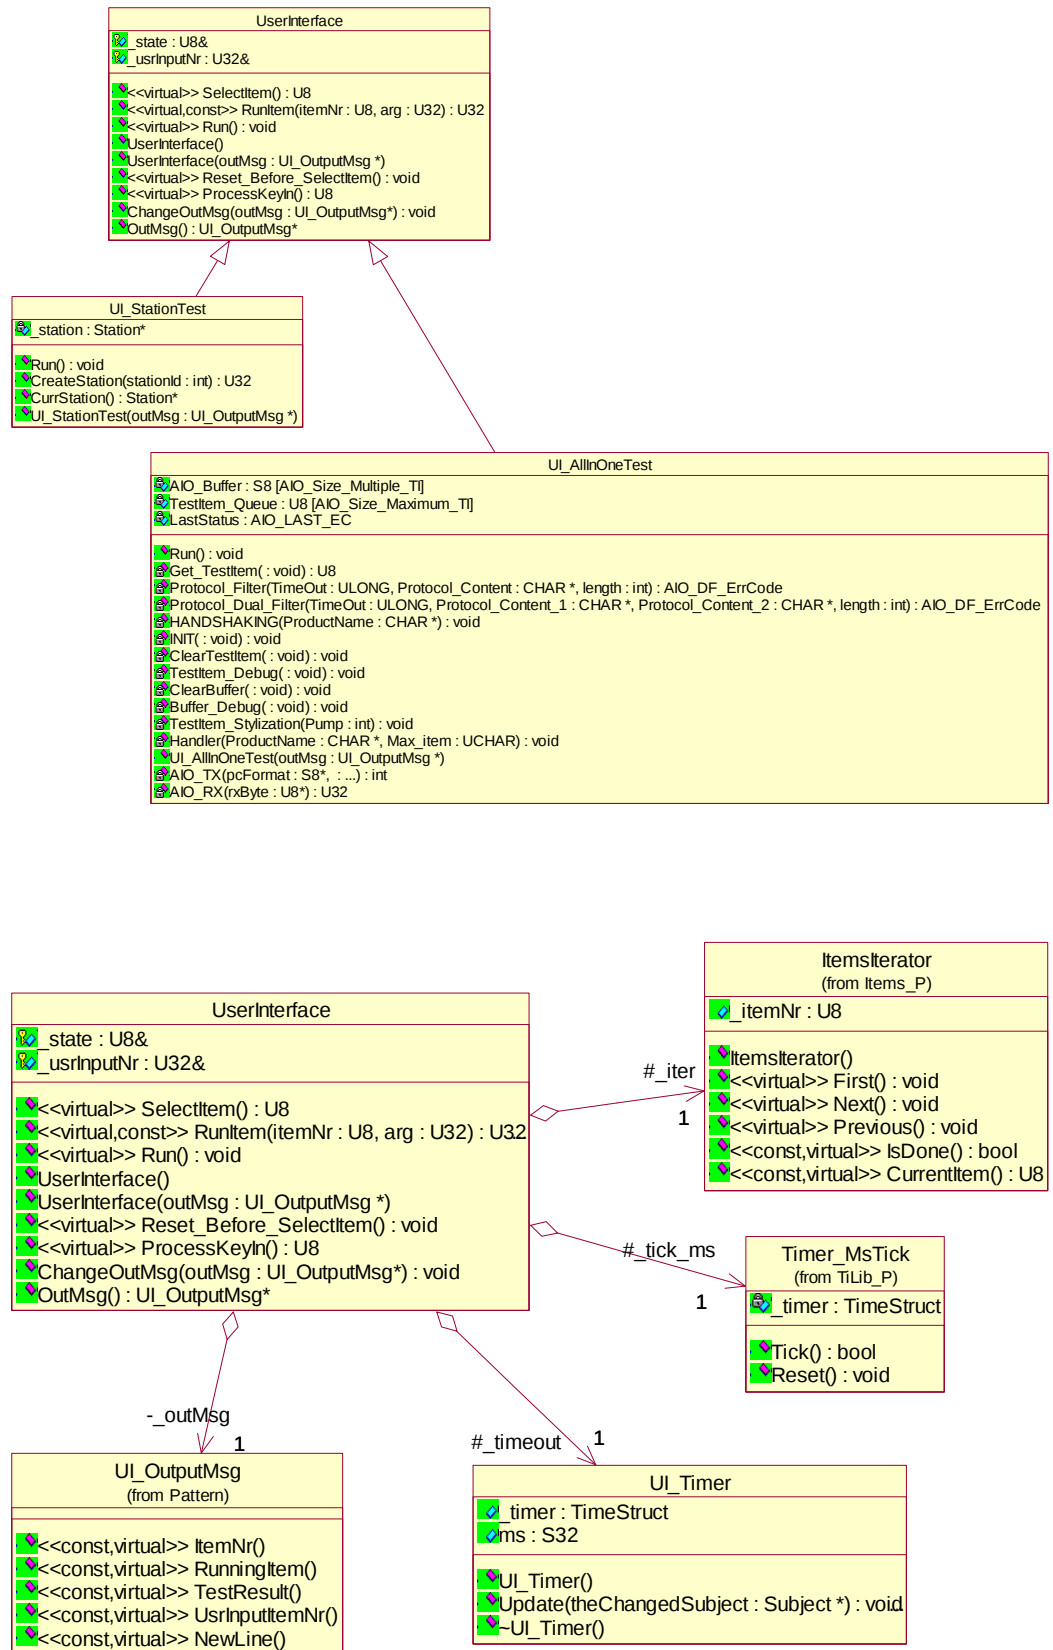 UserInterface
_state : U8&
_usrInputNr : U32&
<<virtual>> SelectItem() : U8
<<virtual,const>> RunItem(itemNr : U8, arg : U32) : U32
<<virtual>> Run() : void
UserInterface()
UserInterface(outMsg : UI_OutputMsg *)
<<virtual>> Reset_Before_SelectItem() : void
<<virtual>> ProcessKeyIn() : U8
ChangeOutMsg(outMsg : UI_OutputMsg*) : void
OutMsg() : UI_OutputMsg*
UI_StationTest
_station : Station*
Run() : void
CreateStation(stationId : int) : U32
CurrStation() : Station*
UI_StationTest(outMsg : UI_OutputMsg *)
UI_AllInOneTest
AIO_Buffer : S8 [AIO_Size_Multiple_TI]
TestItem_Queue : U8 [AIO_Size_Maximum_TI]
LastStatus : AIO_LAST_EC
Run() : void
Get_TestItem( : void) : U8
Protocol_Filter(TimeOut : ULONG, Protocol_Content : CHAR *, length : int) : AIO_DF_ErrCode
Protocol_Dual_Filter(TimeOut : ULONG, Protocol_Content_1 : CHAR *, Protocol_Content_2 : CHAR *, length : int) : AIO_DF_ErrCode
HANDSHAKING(ProductName : CHAR *) : void
INIT( : void) : void
ClearTestItem( : void) : void
TestItem_Debug( : void) : void
ClearBuffer( : void) : void
Buffer_Debug( : void) : void
TestItem_Stylization(Pump : int) : void
Handler(ProductName : CHAR *, Max_item : UCHAR) : void
UI_AllInOneTest(outMsg : UI_OutputMsg *)
AIO_TX(pcFormat : S8*,  : ...) : int
AIO_RX(rxByte : U8*) : U32
ItemsIterator
(from Items_P)
_itemNr : U8
ItemsIterator()
<<virtual>> First() : void
<<virtual>> Next() : void
<<virtual>> Previous() : void
<<const,virtual>> IsDone() : bool
<<const,virtual>> CurrentItem() : U8
UserInterface
_state : U8&
_usrInputNr : U32&
<<virtual>> SelectItem() : U8
<<virtual,const>> RunItem(itemNr : U8, arg : U32) : U32
<<virtual>> Run() : void
UserInterface()
UserInterface(outMsg : UI_OutputMsg *)
<<virtual>> Reset_Before_SelectItem() : void
<<virtual>> ProcessKeyIn() : U8
ChangeOutMsg(outMsg : UI_OutputMsg*) : void
OutMsg() : UI_OutputMsg*
#_iter
1
#_tick_ms
1
Timer_MsTick
(from TiLib_P)
_timer : TimeStruct
Tick() : bool
Reset() : void
-_outMsg
1
#_timeout
1
UI_OutputMsg
(from Pattern)
<<const,virtual>> ItemNr()
<<const,virtual>> RunningItem()
<<const,virtual>> TestResult()
<<const,virtual>> UsrInputItemNr()
<<const,virtual>> NewLine()
UI_Timer
_timer : TimeStruct
ms : S32
UI_Timer()
Update(theChangedSubject : Subject *) : void
~UI_Timer()